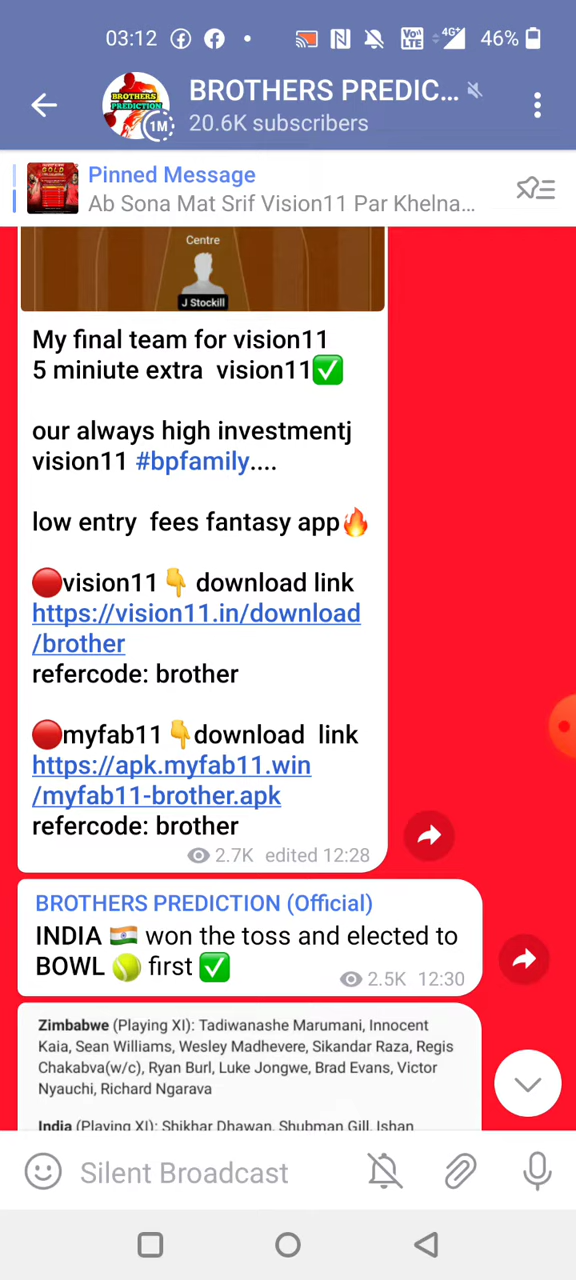 03:12
4G+
VoLTE
46%
BROTHERS PREDICTION
1M
BROTHERS PREDIC...
20.6K subscribers
Pinned Message
Ab Sona Mat Srif Vision11 Par Khelna...
Centre
J Stockill
My final team for vision11
5 miniute extra vision11✅
our always high investmentj
vision11 #bpfamily....
low entry fees fantasy app🔥
🔴vision11 👇 download link
https://vision11.in/download
/brother
refercode: brother
🔴myfab11 👇download link
https://apk.myfab11.win
/myfab11-brother.apk
refercode: brother
2.7K edited 12:28
BROTHERS PREDICTION (Official)
INDIA 🇮🇳 won the toss and elected to
BOWL 🎾 first ✅
2.5K 12:30
Zimbabwe (Playing XI): Tadiwanashe Marumani, Innocent
Kaia, Sean Williams, Wesley Madhevere, Sikandar Raza, Regis
Chakabva(w/c), Ryan Burl, Luke Jongwe, Brad Evans, Victor
Nyauchi, Richard Ngarava
India (Playing XI): Shikhar Dhawan, Shubman Gill, Ishan
Silent Broadcast